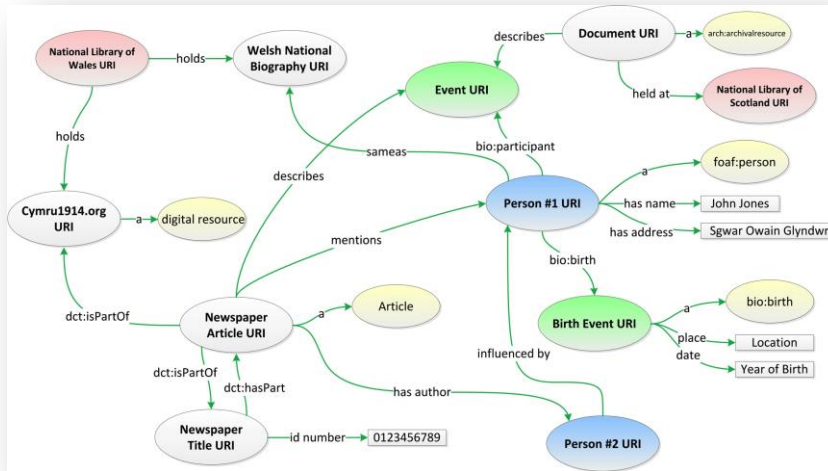 National Library of
Wales URI
holds
Welsh National
Biography URI
describes
Document URI
a
arch:archivalresource
Event URI
held at
National Library of
Scotland URI
holds
bio:participant
sameas
describes
foaf:person
a
Cymru1914.org
URI
a
digital resource
Person #1 URI
has name
John Jones
has address
Sgwar Owain Glyndwr
mentions
bio:birth
dct:isPartOf
Newspaper
Article URI
a
Article
Birth Event URI
a
bio:birth
place
Location
date
Year of Birth
influenced by
dct:isPartOf
dct:hasPart
has author
Newspaper
Title URI
id number
0123456789
Person #2 URI